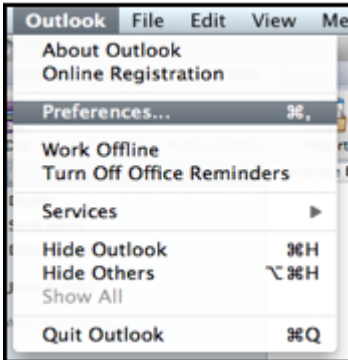 Outlook File Edit View Me
About Outlook
Online Registration
Preferences... ⌘,
Work Offline
Turn Off Office Reminders
Services ▶
Hide Outlook ⌘H
Hide Others ⌥⌘H
Show All
Quit Outlook ⌘Q